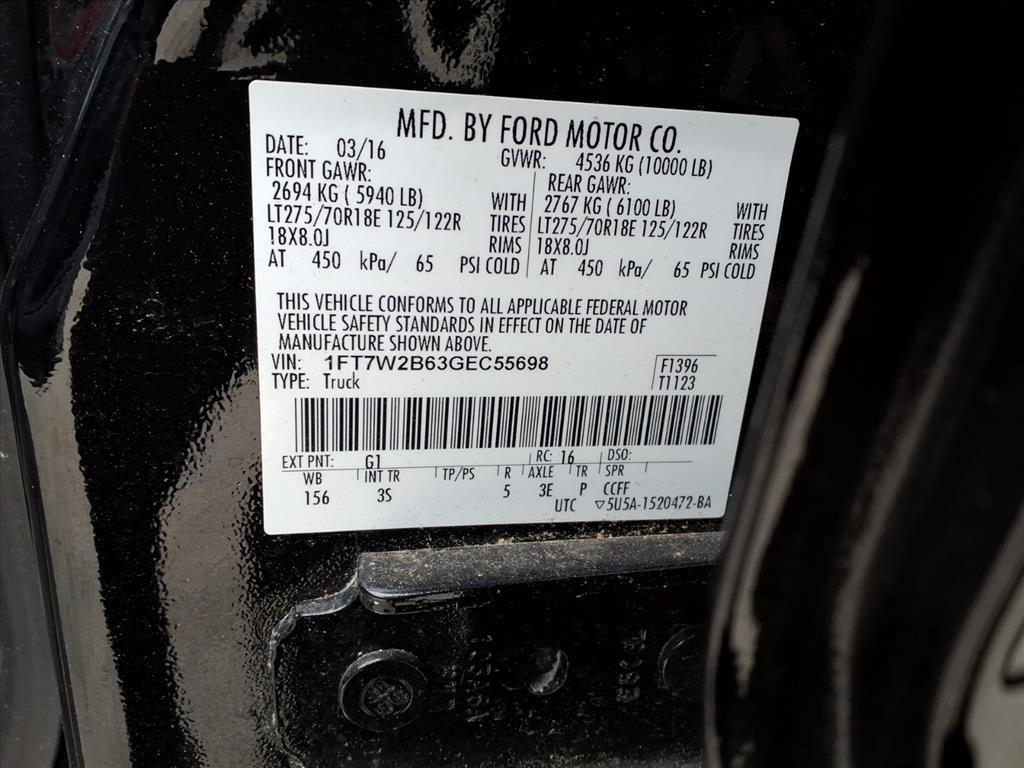 MFD. BY FORD MOTOR CO.
DATE: 03/16 GVWR: 4536 KG (10000 LB)
FRONT GAWR: REAR GAWR:
2694 KG ( 5940 LB) WITH 2767 KG ( 6100 LB) WITH
LT275/70R18E 125/122R TIRES LT275/70R18E 125/122R TIRES
18X8.0J RIMS 18X8.0J RIMS
AT 450 kPa/ 65 PSI COLD AT 450 kPa/ 65 PSI COLD
THIS VEHICLE CONFORMS TO ALL APPLICABLE FEDERAL MOTOR
VEHICLE SAFETY STANDARDS IN EFFECT ON THE DATE OF
MANUFACTURE SHOWN ABOVE.
VIN: 1FT7W2B63GEC55698 F1396
TYPE: Truck T1123
EXT PNT: G1 RC: 16 DSO:
WB INT TR TP/PS R AXLE TR SPR
156 3S 5 3E P CCFF
UTC ▽5U5A-1520472-BA